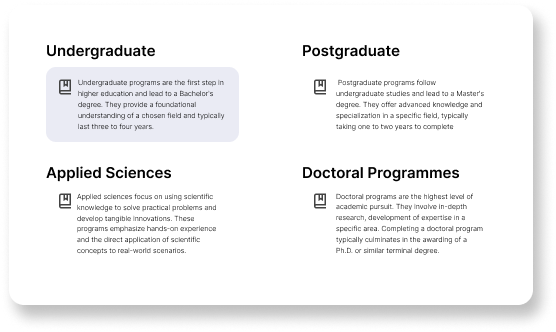 Undergraduate
Undergraduate programs are the first step in
higher education and lead to a Bachelor's
degree. They provide a foundational
understanding of a chosen field and typically
last three to four years.
Postgraduate
Postgraduate programs follow
undergraduate studies and lead to a Master's
degree. They offer advanced knowledge and
specialization in a specific field, typically
taking one to two years to complete
Applied Sciences
Applied sciences focus on using scientific
knowledge to solve practical problems and
develop tangible innovations. These
programs emphasize hands-on experience
and the direct application of scientific
concepts to real-world scenarios.
Doctoral Programmes
Doctoral programs are the highest level of
academic pursuit. They involve in-depth
research, development of expertise in a
specific area. Completing a doctoral program
typically culminates in the awarding of a
Ph.D. or similar terminal degree.